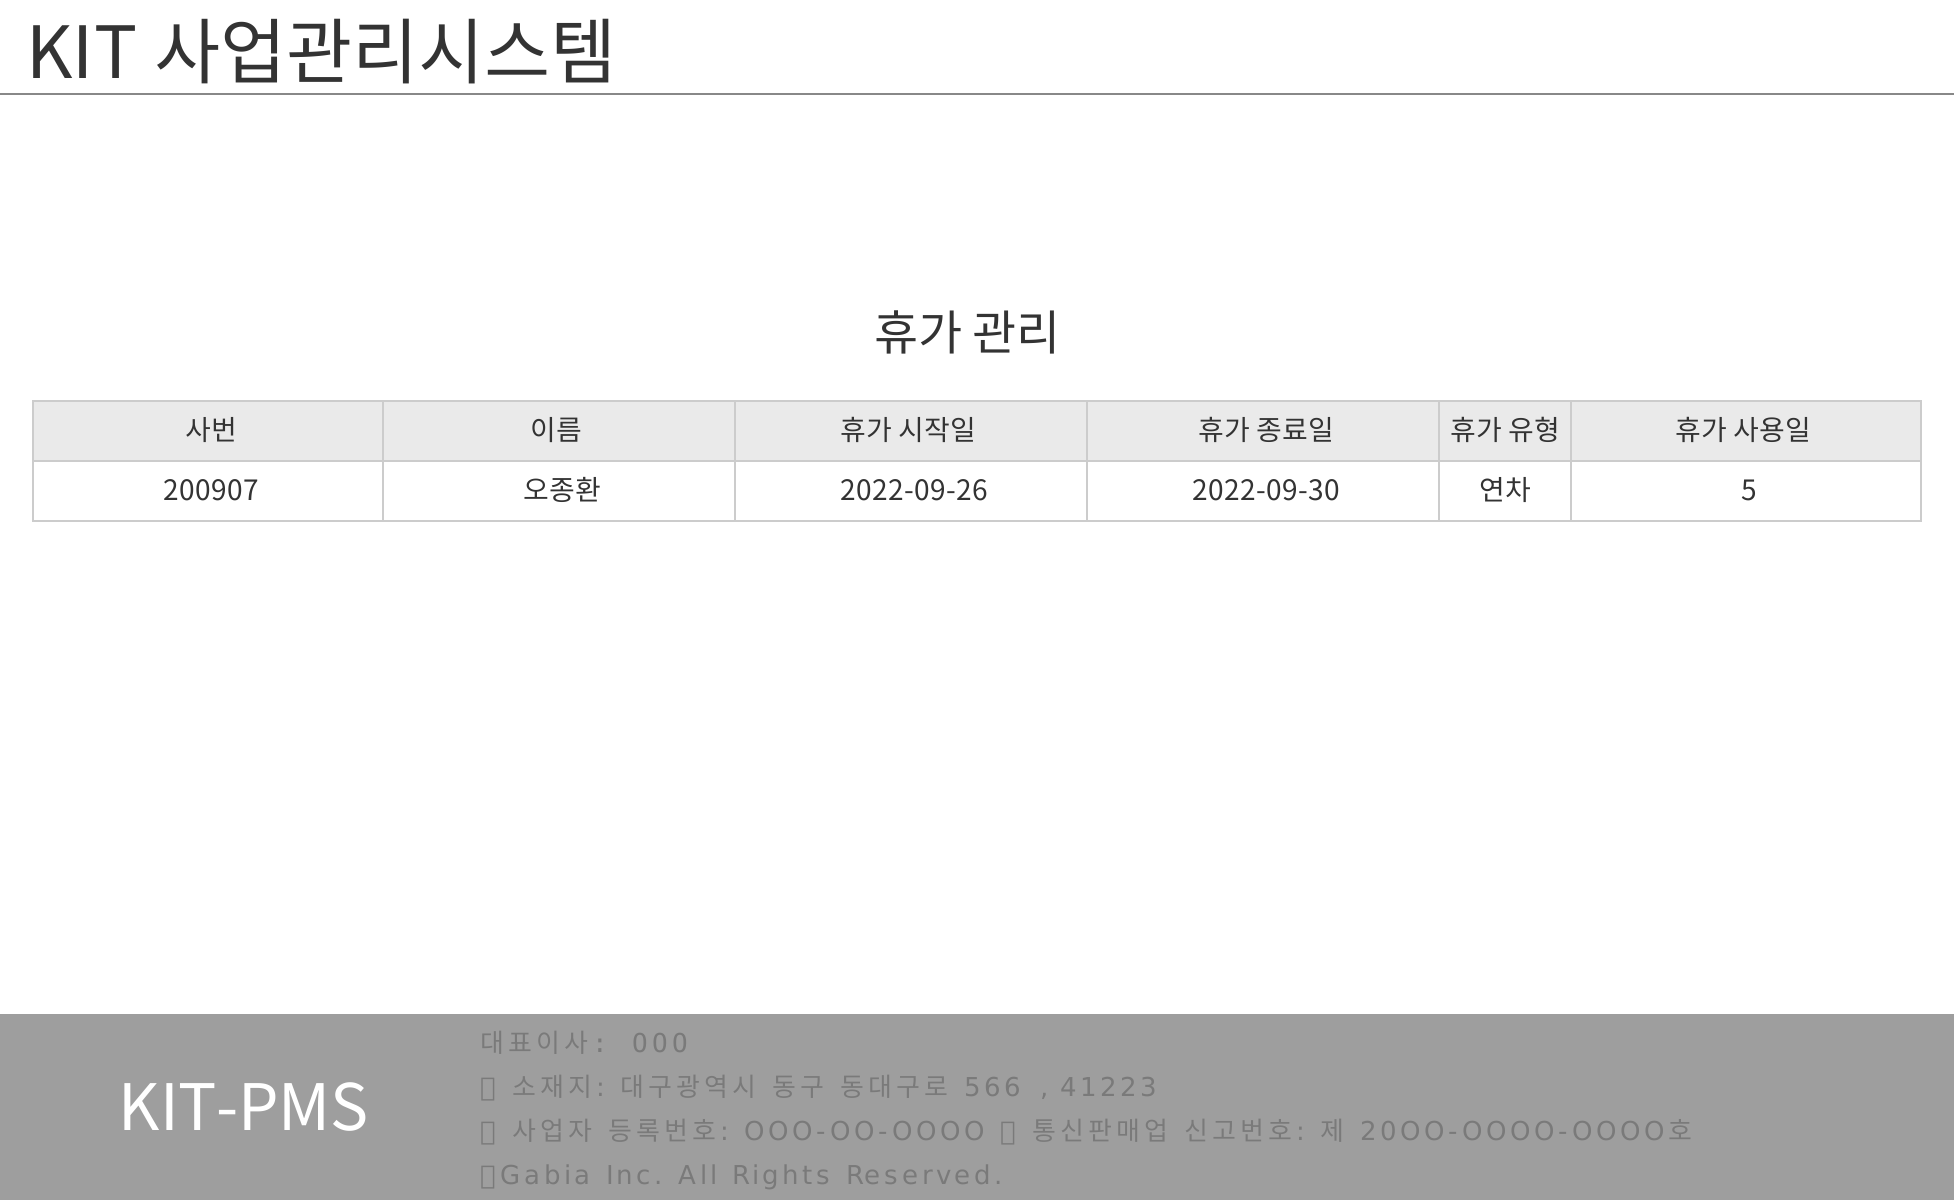 KIT 사업관리시스템
휴가 관리
사번 이름 휴가 시작일 휴가 종료일 휴가 유형 휴가 사용일
200907 오종환 2022-09-26 2022-09-30 연차 5
KIT-PMS
대표이사: 000
▯ 소재지: 대구광역시 동구 동대구로 566 , 41223
▯ 사업자 등록번호: OOO-OO-OOOO ▯ 통신판매업 신고번호: 제 20OO-OOOO-OOOO호
▯Gabia Inc. All Rights Reserved.